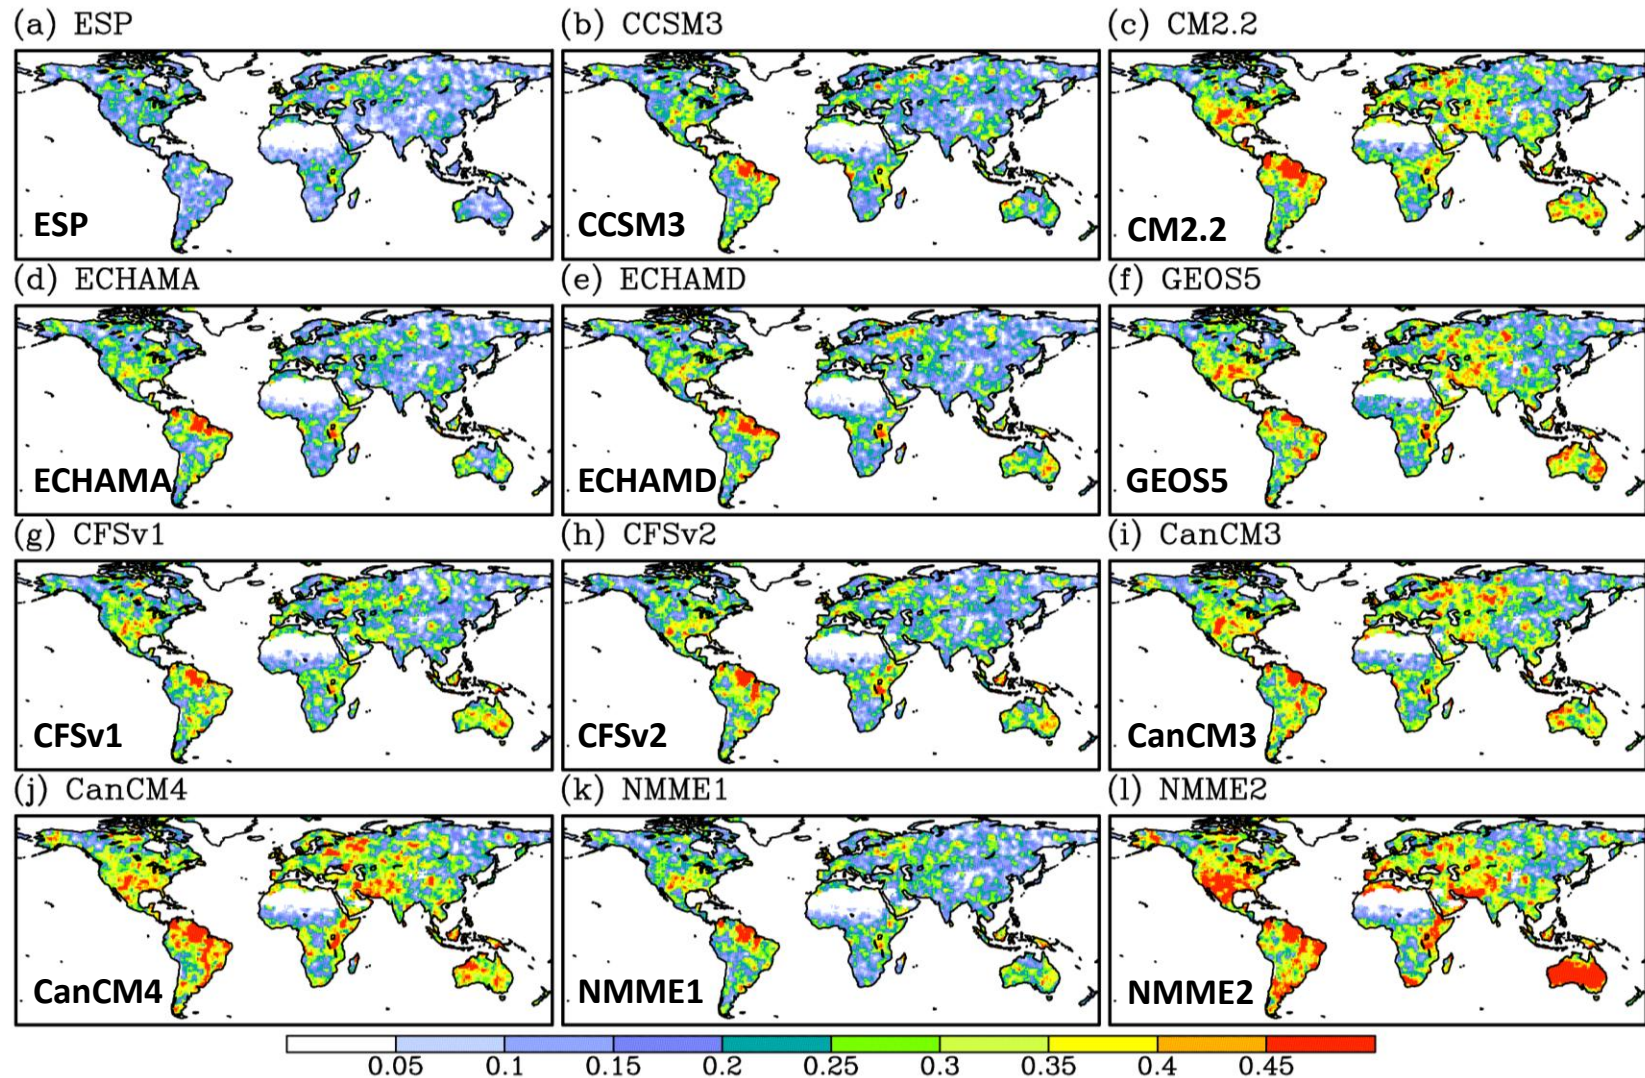 (a) ESP
(b) CCSM3
(c) CM2.2
ESP
CCSM3
CM2.2
(d) ECHAMA
(e) ECHAMD
(f) GEOS5
ECHAMA
ECHAMD
GEOS5
(g) CFSv1
(h) CFSv2
(i) CanCM3
CFSv1
CFSv2
CanCM3
(j) CanCM4
(k) NMME1
(l) NMME2
CanCM4
NMME1
NMME2
0.05 0.1 0.15 0.2 0.25 0.3 0.35 0.4 0.45